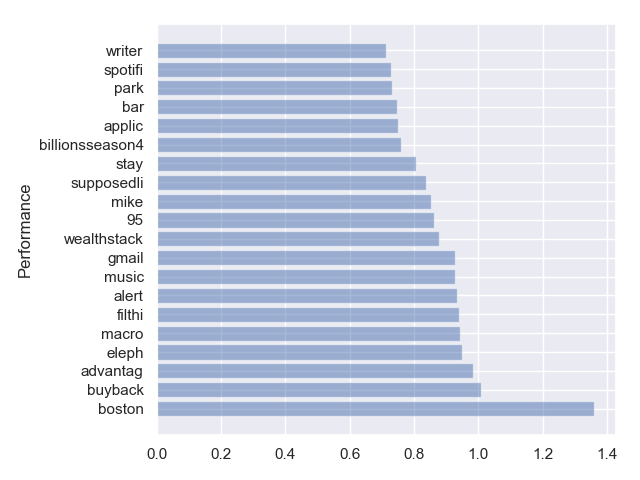 writer
spotifi
park
bar
applic
billionsseason4
stay
supposedli
mike
95
wealthstack
gmail
music
alert
filthi
macro
eleph
advantag
buyback
boston
Performance
0.0 0.2 0.4 0.6 0.8 1.0 1.2 1.4